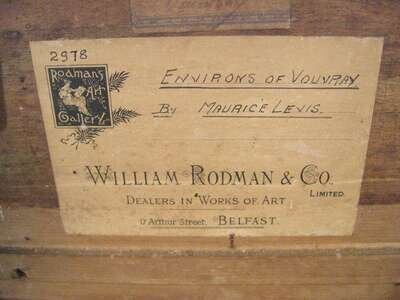 2978
Rodman's
Art
Gallery.
ENVIRONS OF VOUVRAY
By MAURICE LEVIS.
WILLIAM RODMAN & CO.
LIMITED.
DEALERS IN WORKS OF ART
Arthur Street, BELFAST.